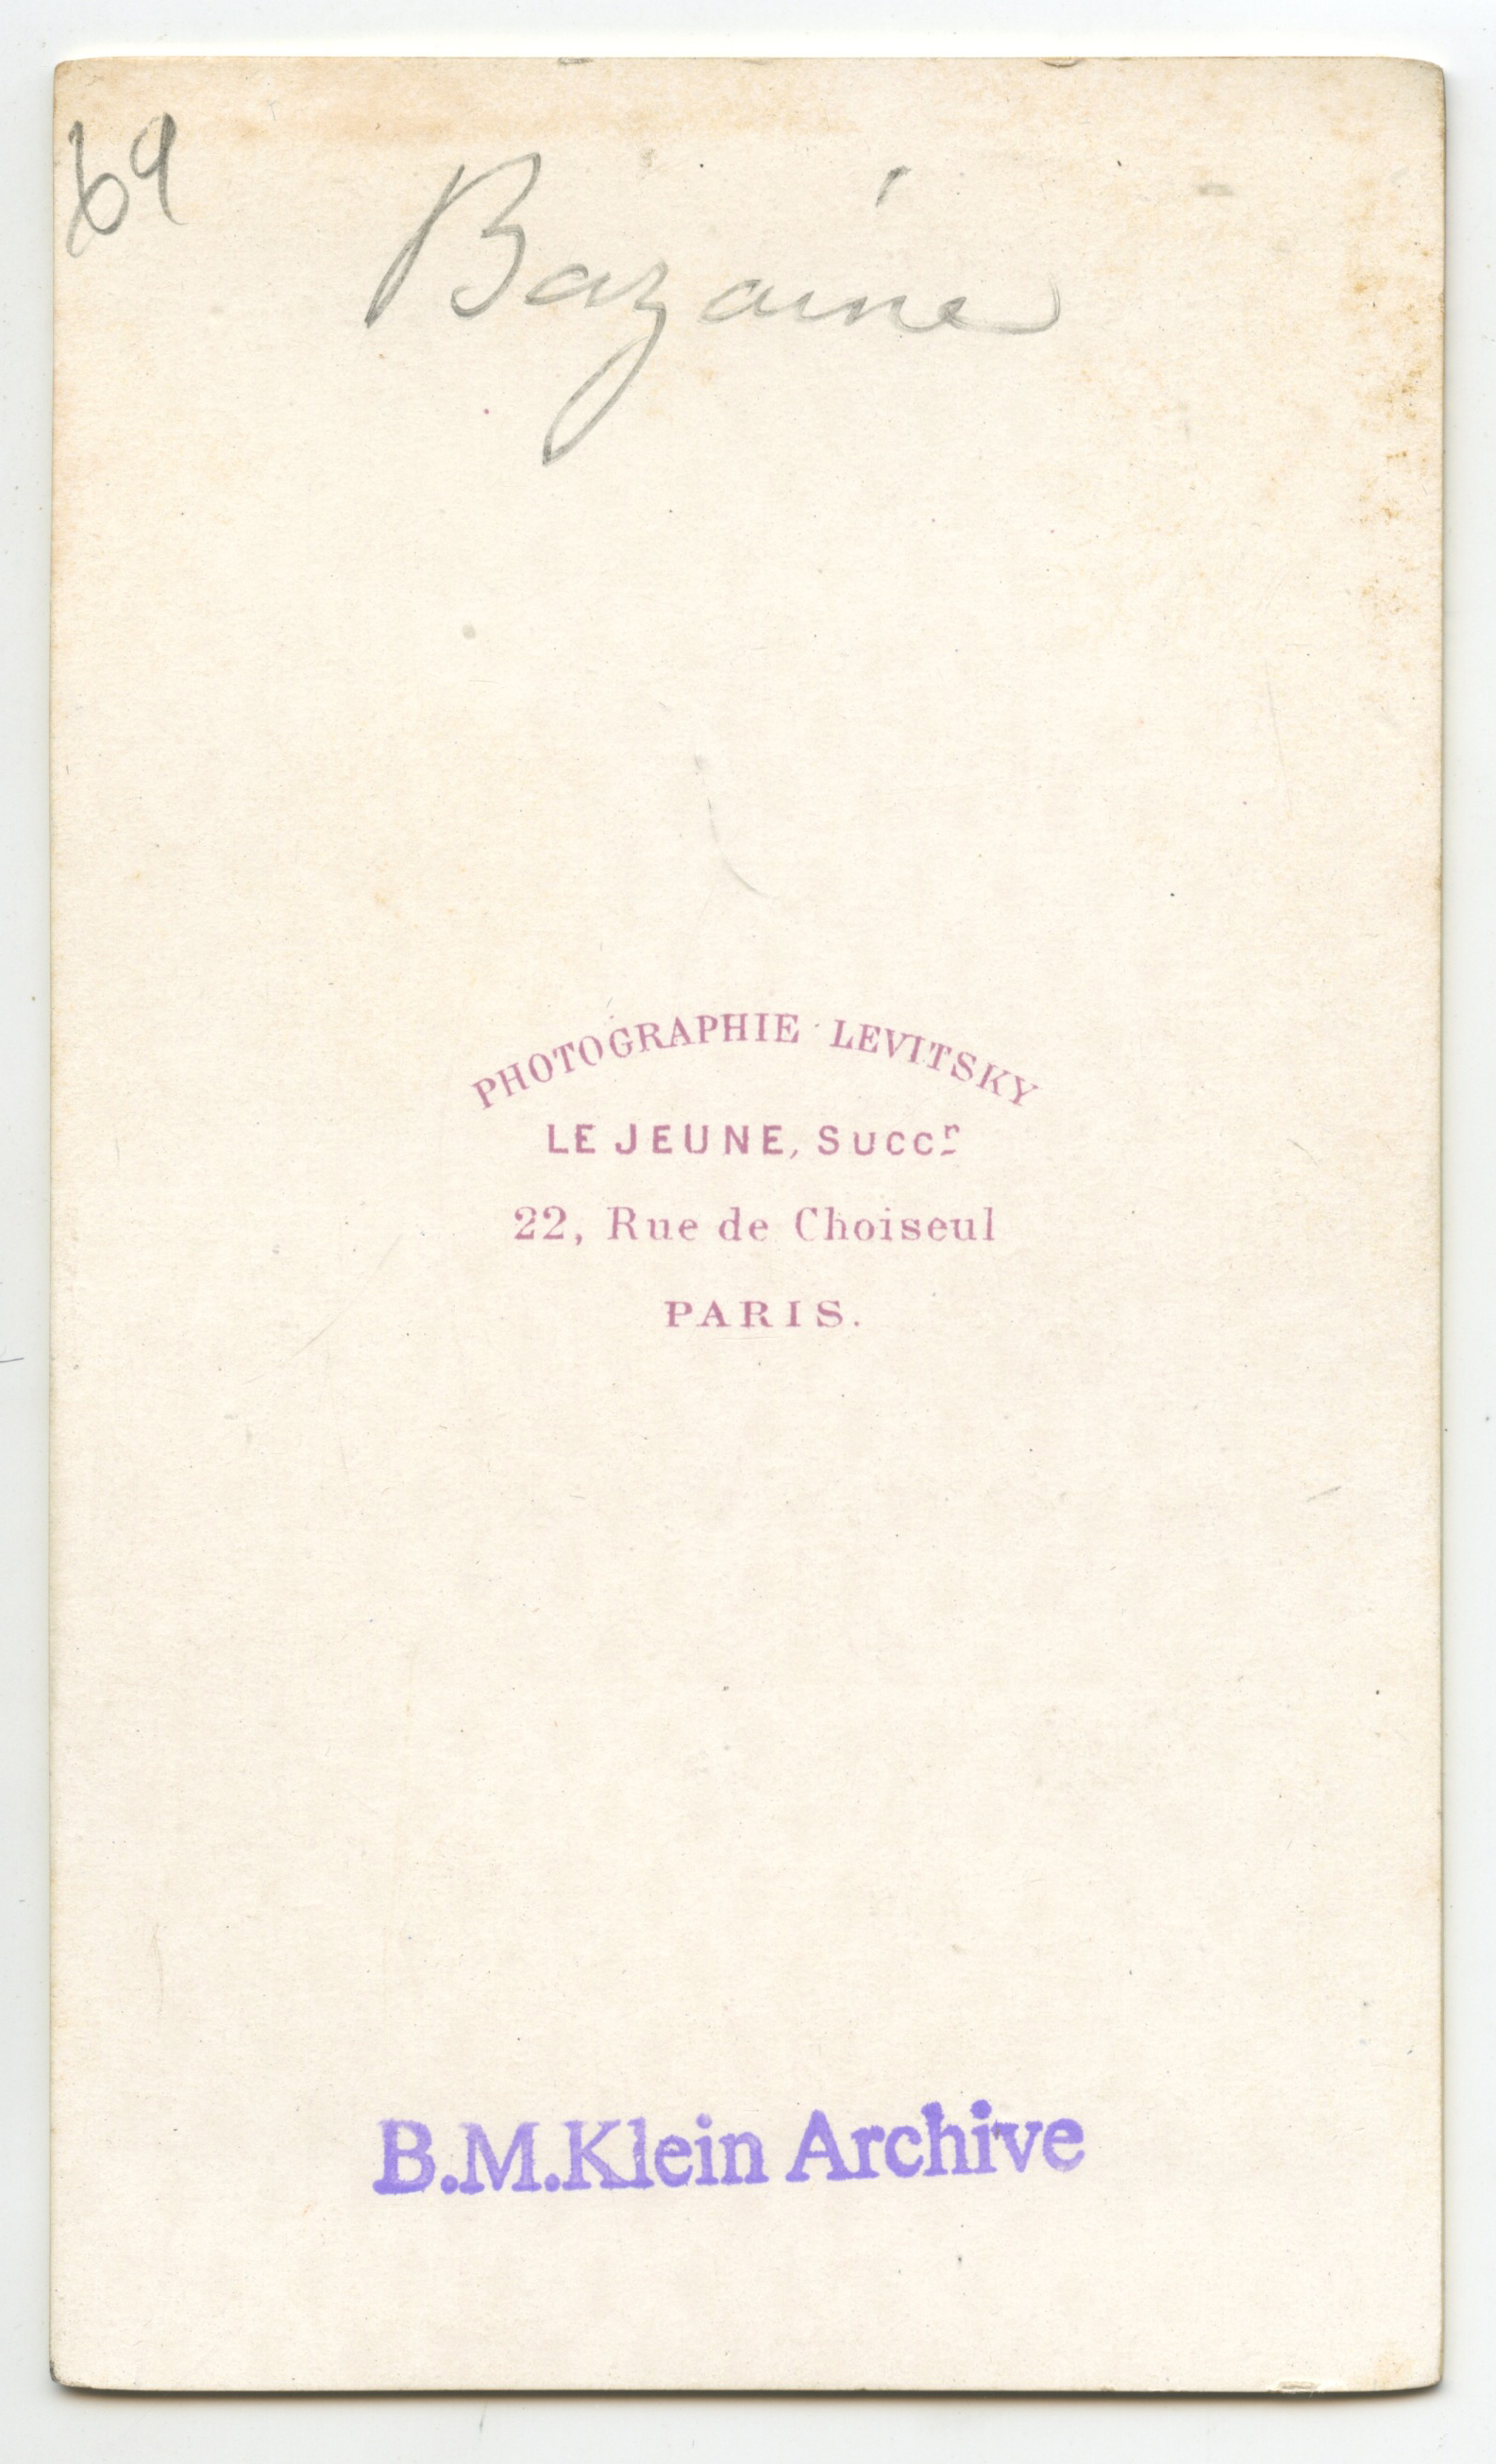 69
Bazaine
PHOTOGRAPHIE LEVITSKY
LE JEUNE, SUCCr
22, Rue de Choiseul
PARIS.
B.M.Klein Archive